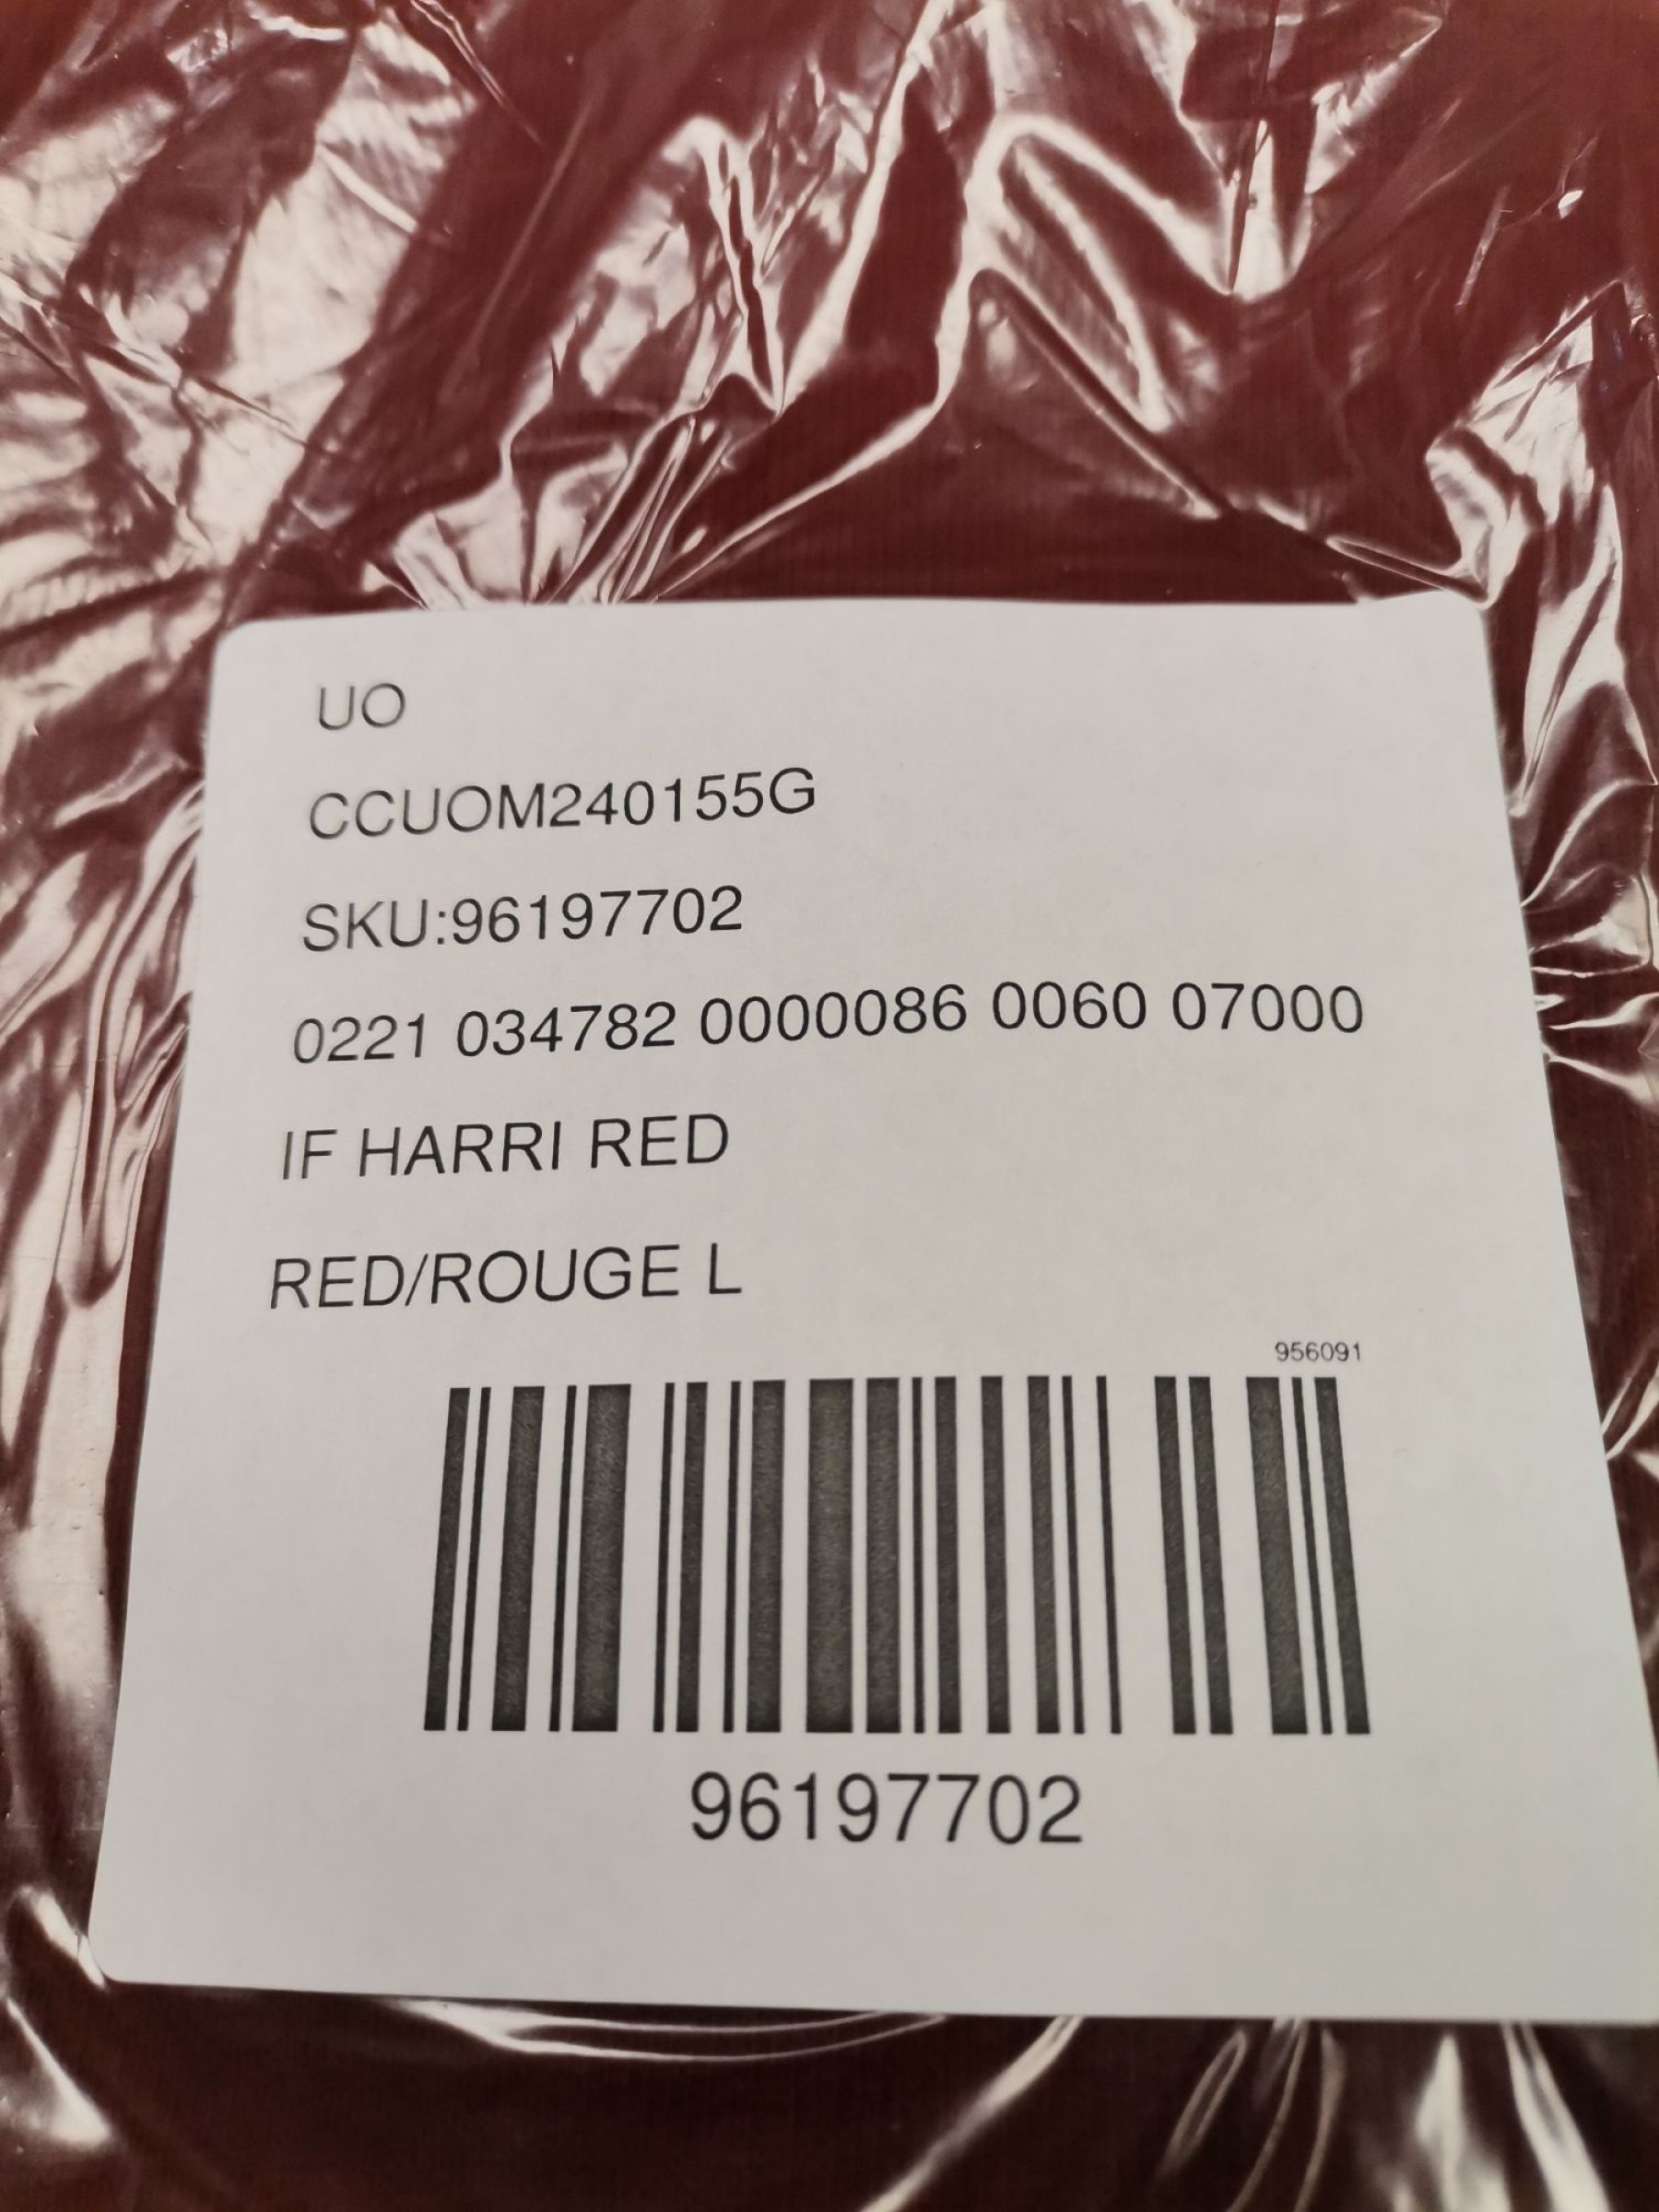 UO
CCUOM240155G
SKU:96197702
0221 034782 0000086 0060 07000
IF HARRI RED
RED/ROUGE L
956091
96197702